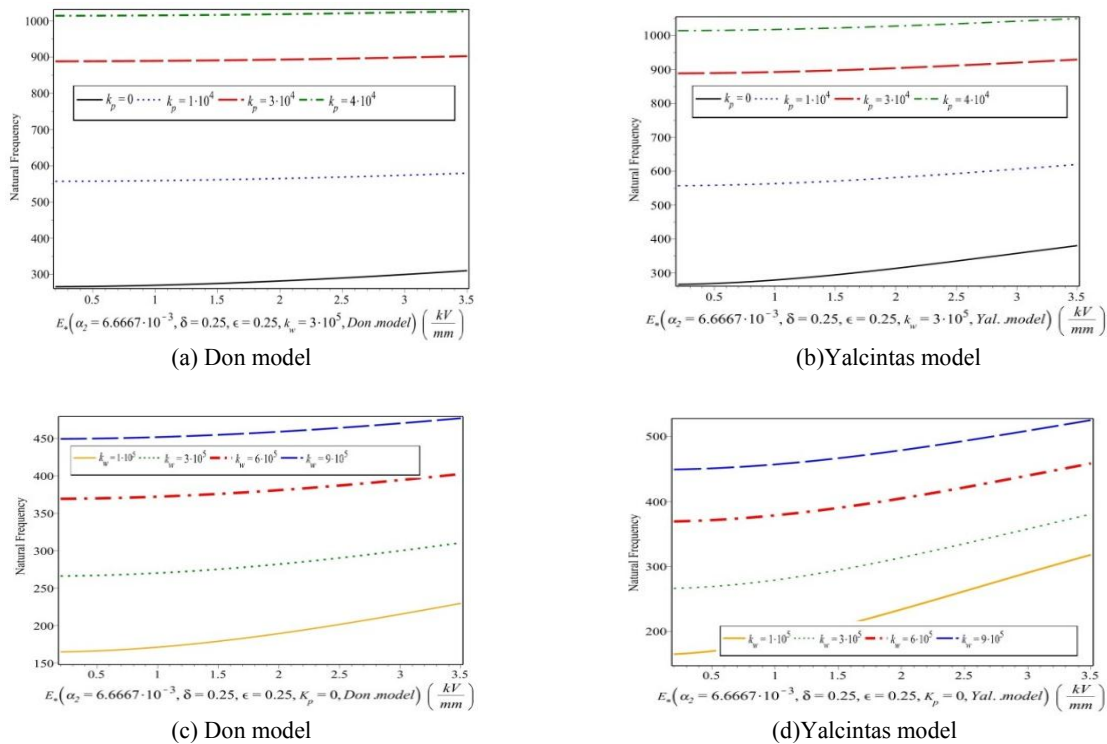 1000
900
800
700
600
500
400
300
Natural Frequency
k_p = 0 k_p = 1·10^4 k_p = 3·10^4 k_p = 4·10^4
0.5 1 1.5 2 2.5 3 3.5
E_*(α_2 = 6.6667·10^-3, δ = 0.25, ϵ = 0.25, k_w = 3·10^5, Don .model) (kV/mm)
(a) Don model
1000
900
800
700
600
500
400
300
Natural Frequency
k_p = 0 k_p = 1·10^4 k_p = 3·10^4 k_p = 4·10^4
0.5 1 1.5 2 2.5 3 3.5
E_*(α_2 = 6.6667·10^-3, δ = 0.25, ϵ = 0.25, k_w = 3·10^5, Yal. .model) (kV/mm)
(b)Yalcintas model
450
400
350
300
250
200
150
Natural Frequency
k_w = 1·10^5 k_w = 3·10^5 k_w = 6·10^5 k_w = 9·10^5
0.5 1 1.5 2 2.5 3 3.5
E_*(α_2 = 6.6667·10^-3, δ = 0.25, ϵ = 0.25, K_p = 0, Don .model) (kV/mm)
(c) Don model
500
400
300
200
Natural Frequency
k_w = 1·10^5 k_w = 3·10^5 k_w = 6·10^5 k_w = 9·10^5
0.5 1 1.5 2 2.5 3 3.5
E_*(α_2 = 6.6667·10^-3, δ = 0.25, ϵ = 0.25, K_p = 0, Yal. .model) (kV/mm)
(d)Yalcintas model